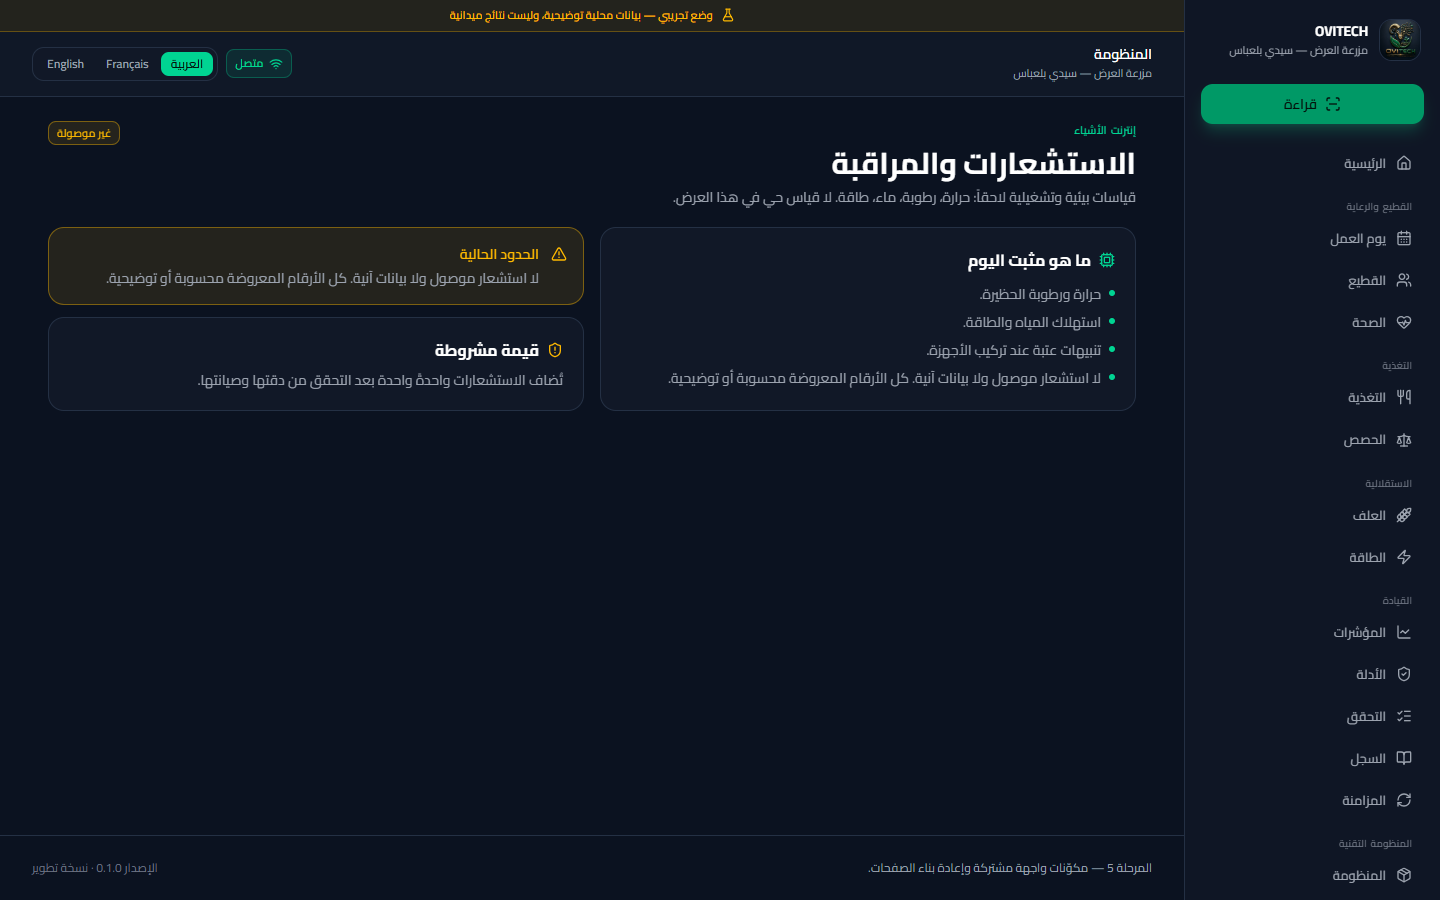 وضع تجريبي — بيانات محلية توضيحية، وليست نتائج ميدانية
OVITECH
مزرعة العرض — سيدي بلعباس
قراءة
الرئيسية
القطيع والرعاية
يوم العمل
القطيع
الصحة
التغذية
التغذية
الحصص
الاستقلالية
العلف
الطاقة
القيادة
المؤشرات
الأدلة
التحقق
السجل
المزامنة
المنظومة التقنية
المنظومة
المنظومة
مزرعة العرض — سيدي بلعباس
متصل
العربية
Français
English
إنترنت الأشياء
غير موصولة
الاستشعارات والمراقبة
قياسات بيئية وتشغيلية لاحقاً: حرارة، رطوبة، ماء، طاقة. لا قياس حي في هذا العرض.
ما هو مثبت اليوم
حرارة ورطوبة الحظيرة.
استهلاك المياه والطاقة.
تنبيهات عتبة عند تركيب الأجهزة.
لا استشعار موصول ولا بيانات آنية. كل الأرقام المعروضة محسوبة أو توضيحية.
الحدود الحالية
لا استشعار موصول ولا بيانات آنية. كل الأرقام المعروضة محسوبة أو توضيحية.
قيمة مشروطة
تُضاف الاستشعارات واحدةً واحدة بعد التحقق من دقتها وصيانتها.
المرحلة 5 — مكوّنات واجهة مشتركة وإعادة بناء الصفحات.
الإصدار 0.1.0 · نسخة تطوير